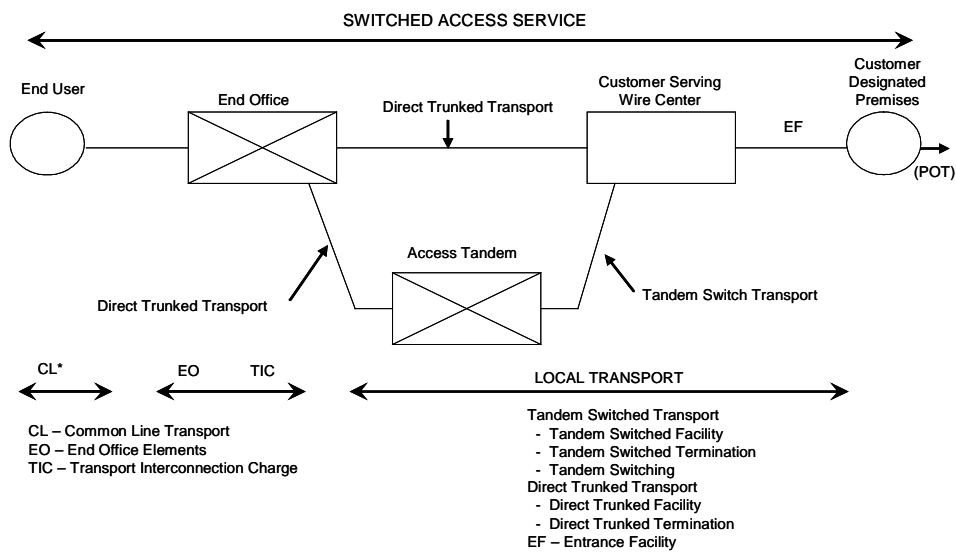 SWITCHED ACCESS SERVICE
End User
End Office
Direct Trunked Transport
Customer Serving
Wire Center
EF
Customer
Designated
Premises
(POT)
Direct Trunked Transport
Access Tandem
Tandem Switch Transport
CL*
EO
TIC
LOCAL TRANSPORT
CL – Common Line Transport
EO – End Office Elements
TIC – Transport Interconnection Charge
Tandem Switched Transport
- Tandem Switched Facility
- Tandem Switched Termination
- Tandem Switching
Direct Trunked Transport
- Direct Trunked Facility
- Direct Trunked Termination
EF – Entrance Facility